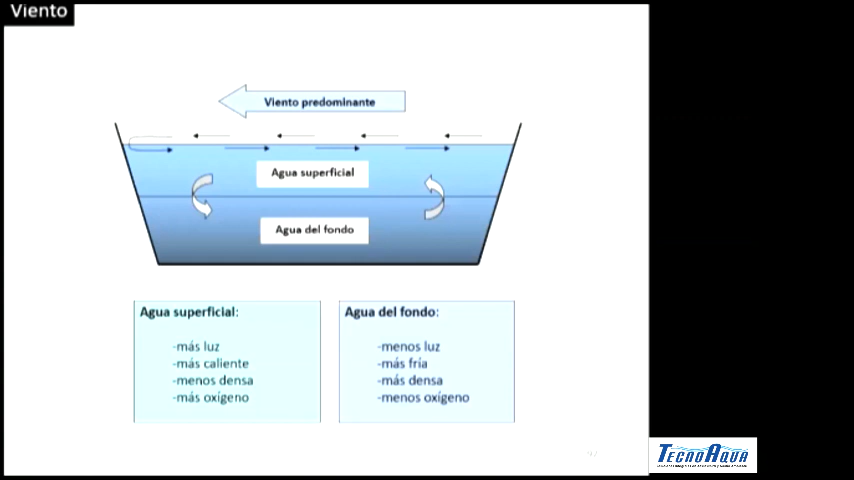 Viento
Viento predominante
Agua superficial
Agua del fondo
Agua superficial:
-más luz
-más caliente
-menos densa
-más oxígeno
Agua del fondo:
-menos luz
-más fría
-más densa
-menos oxígeno
TECNOAQUA